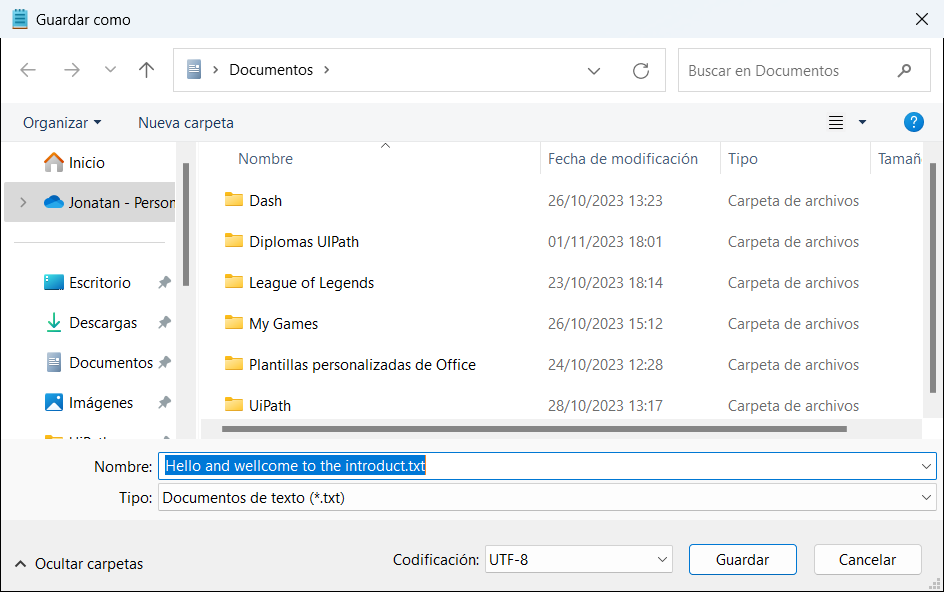 Guardar como
Documentos
Buscar en Documentos
Organizar
Nueva carpeta
?
Inicio
Jonatan - Person
Escritorio
Descargas
Documentos
Imágenes
Nombre
Fecha de modificación
Tipo
Tamañ
Dash
26/10/2023 13:23
Carpeta de archivos
Diplomas UIPath
01/11/2023 18:01
Carpeta de archivos
League of Legends
23/10/2023 18:14
Carpeta de archivos
My Games
26/10/2023 15:12
Carpeta de archivos
Plantillas personalizadas de Office
24/10/2023 12:28
Carpeta de archivos
UiPath
28/10/2023 13:17
Carpeta de archivos
Nombre: Hello and wellcome to the introduct.txt
Tipo: Documentos de texto (*.txt)
Ocultar carpetas
Codificación: UTF-8
Guardar
Cancelar